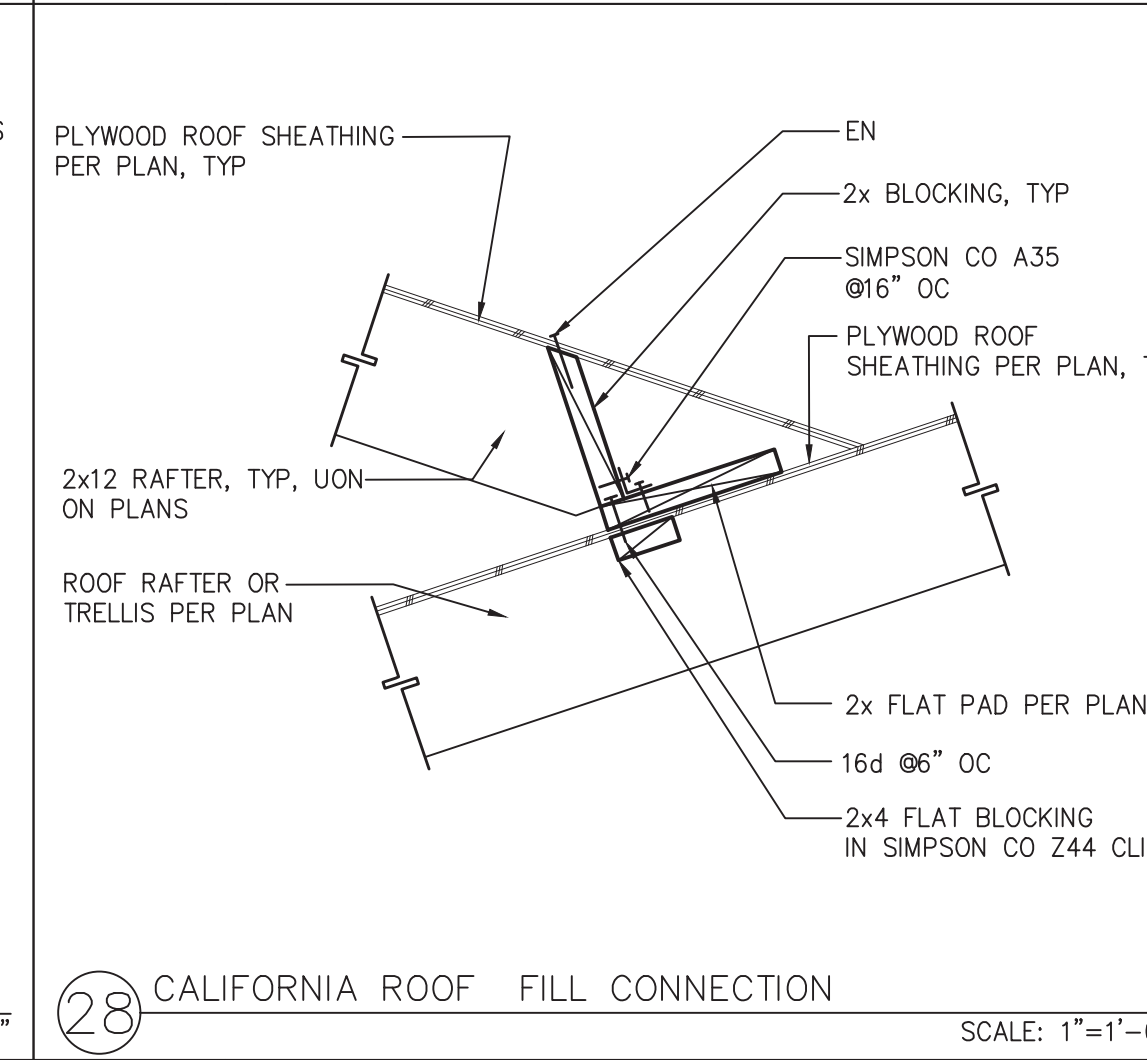 PLYWOOD ROOF SHEATHING
PER PLAN, TYP
2x12 RAFTER, TYP, UON
ON PLANS
ROOF RAFTER OR
TRELLIS PER PLAN
EN
2x BLOCKING, TYP
SIMPSON CO A35
@16" OC
PLYWOOD ROOF
SHEATHING PER PLAN,
2x FLAT PAD PER PLAN
16d @6" OC
2x4 FLAT BLOCKING
IN SIMPSON CO Z44
28
CALIFORNIA ROOF FILL CONNECTION
SCALE: 1"=1'-